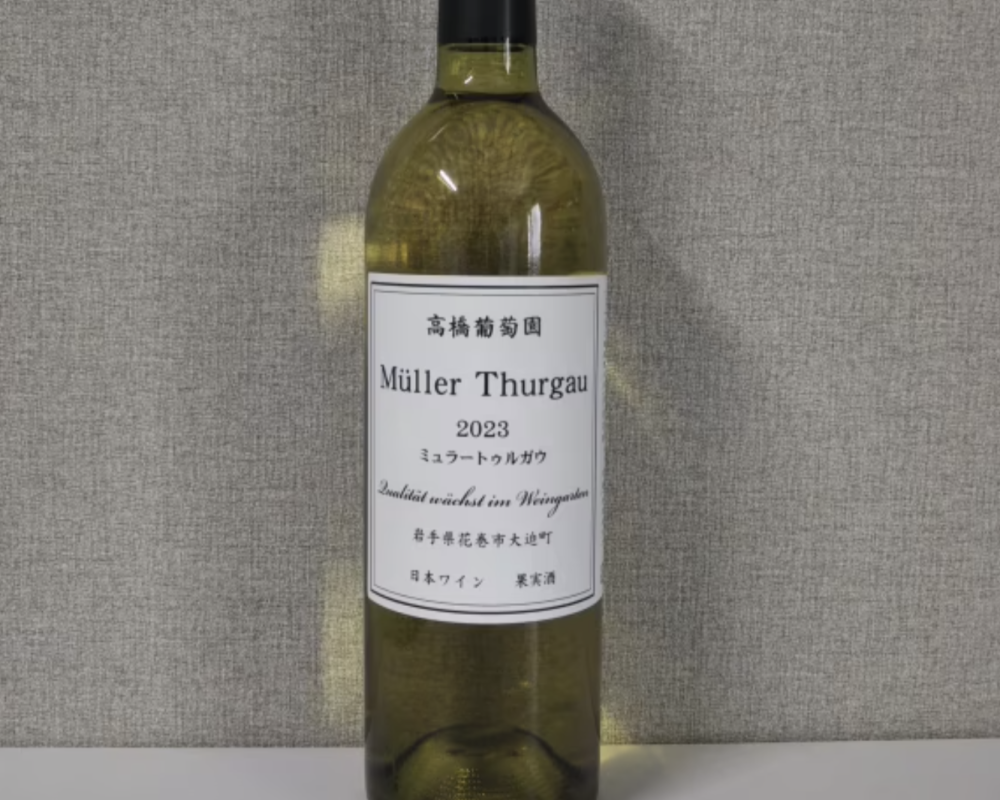 高橋葡萄園
Müller Thurgau
2023
ミュラートゥルガウ
Qualität wächst im Weingarten
岩手県花巻市大迫町
日本ワイン 果実酒